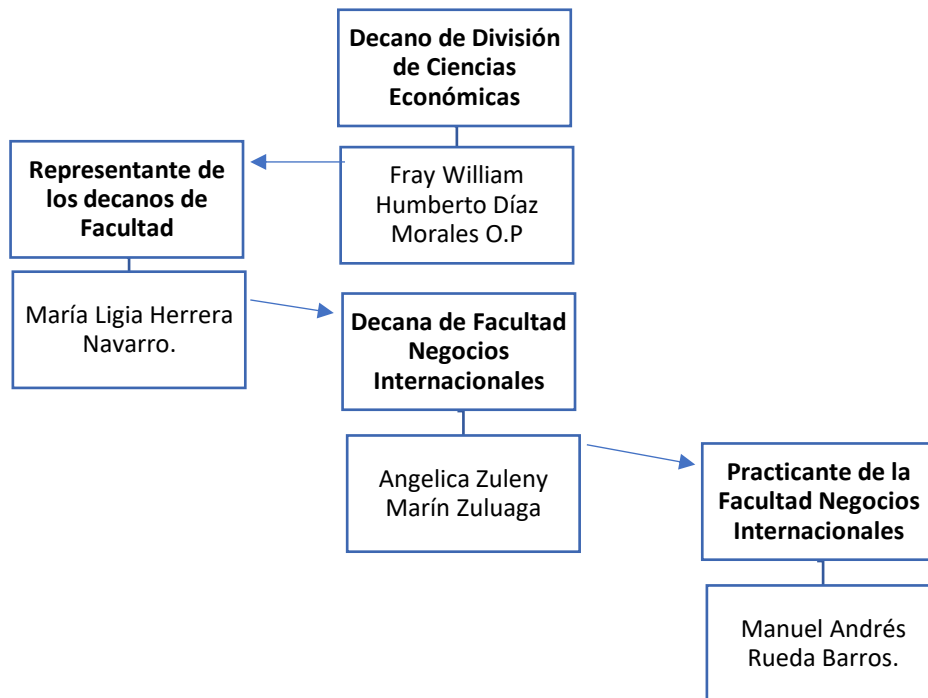 Decano de División
de Ciencias
Económicas
Fray William
Humberto Díaz
Morales O.P
Representante de
los decanos de
Facultad
María Ligia Herrera
Navarro.
Decana de Facultad
Negocios
Internacionales
Angelica Zuleny
Marín Zuluaga
Practicante de la
Facultad Negocios
Internacionales
Manuel Andrés
Rueda Barros.